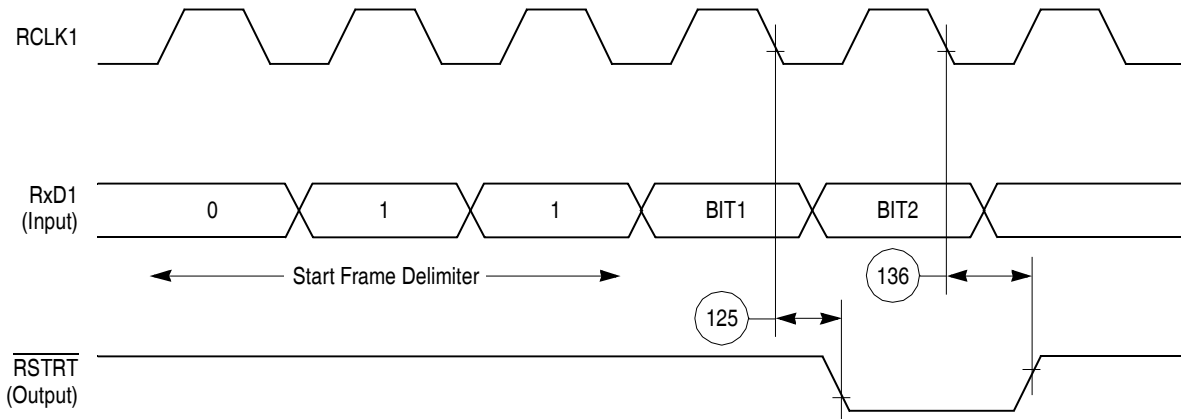 RCLK1
RxD1
(Input)
0
1
1
BIT1
BIT2
Start Frame Delimiter
136
125
RSTRT
(Output)